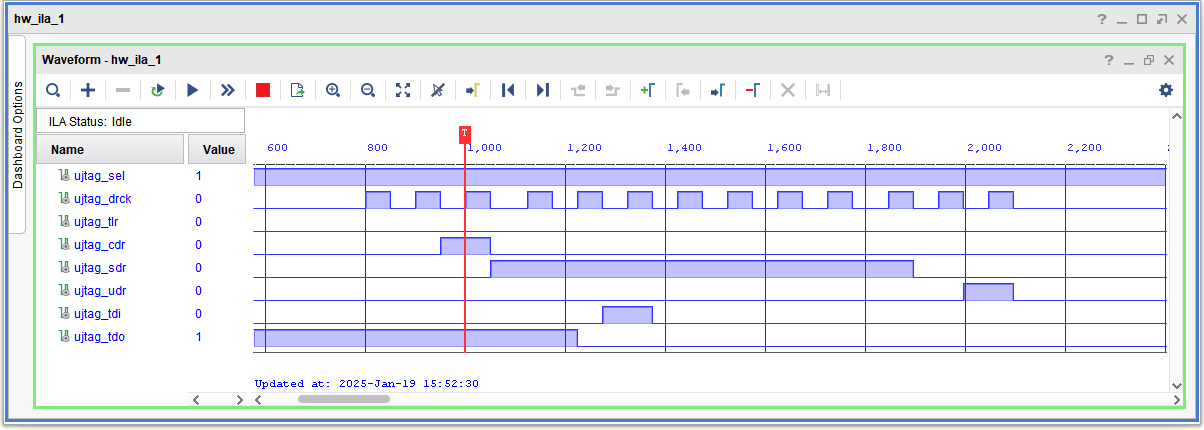 hw_ila_1
Dashboard Options
Waveform - hw_ila_1
ILA Status: Idle
Name Value
600 800 1,000 1,200 1,400 1,600 1,800 2,000 2,200
T
ujtag_sel 1
ujtag_drck 0
ujtag_tlr 0
ujtag_cdr 0
ujtag_sdr 0
ujtag_udr 0
ujtag_tdi 0
ujtag_tdo 1
Updated at: 2025-Jan-19 15:52:30